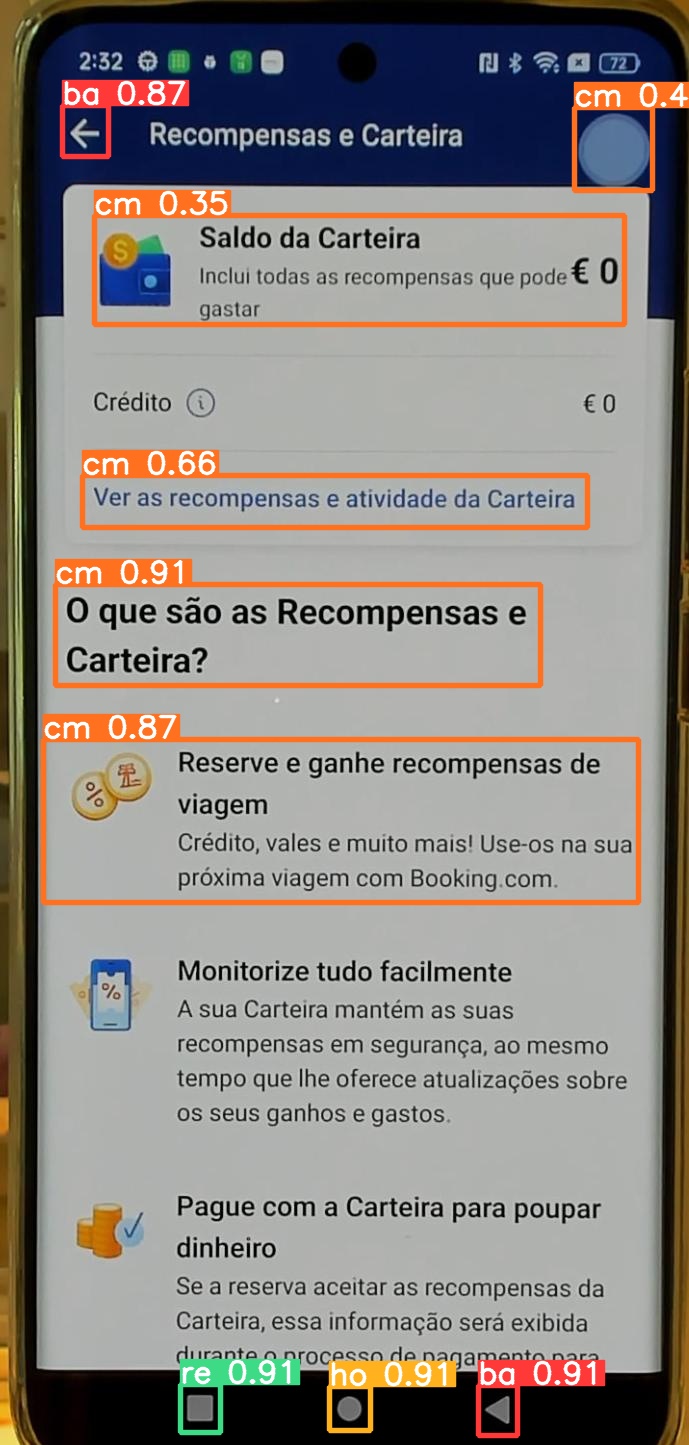 2:32
72
ba 0.87
cm 0.4
Recompensas e Carteira
cm 0.35
Saldo da Carteira
Inclui todas as recompensas que pode € 0
gastar
Crédito i € 0
cm 0.66
Ver as recompensas e atividade da Carteira
cm 0.91
O que são as Recompensas e
Carteira?
cm 0.87
Reserve e ganhe recompensas de
viagem
Crédito, vales e muito mais! Use-os na sua
próxima viagem com Booking.com.
Monitorize tudo facilmente
A sua Carteira mantém as suas
recompensas em segurança, ao mesmo
tempo que lhe oferece atualizações sobre
os seus ganhos e gastos.
Pague com a Carteira para poupar
dinheiro
Se a reserva aceitar as recompensas da
Carteira, essa informação será exibida
durante o processo de pagamento para
re 0.91 ho 0.91 ba 0.91